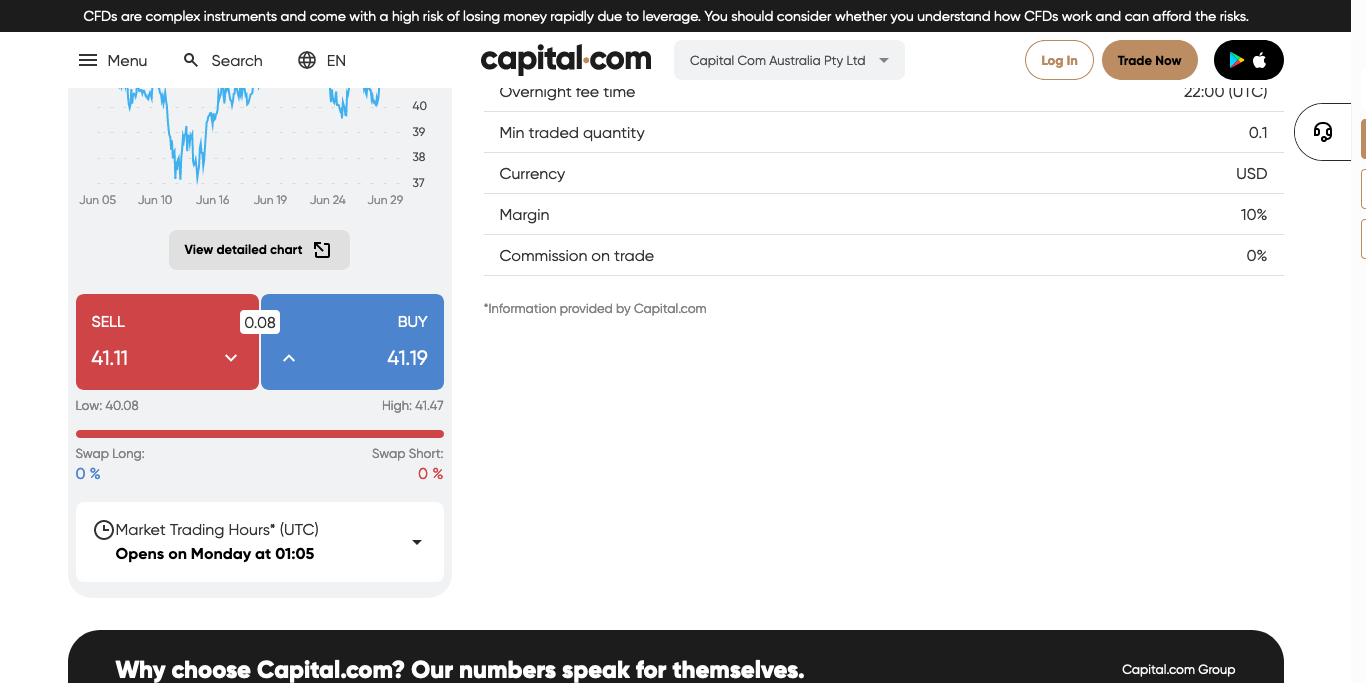 CFDs are complex instruments and come with a high risk of losing money rapidly due to leverage. You should consider whether you understand how CFDs work and can afford the risks.
Menu
Search
EN
capital.com
Capital Com Australia Pty Ltd
Log In
Trade Now
40
39
38
37
Jun 05
Jun 10
Jun 16
Jun 19
Jun 24
Jun 29
View detailed chart
SELL
41.11
0.08
BUY
41.19
Low: 40.08
High: 41.47
Swap Long:
0 %
Swap Short:
0 %
Market Trading Hours* (UTC)
Opens on Monday at 01:05
Overnight fee time 22:00 (UTC)
Min traded quantity 0.1
Currency USD
Margin 10%
Commission on trade 0%
*Information provided by Capital.com
Why choose Capital.com? Our numbers speak for themselves.
Capital.com Group